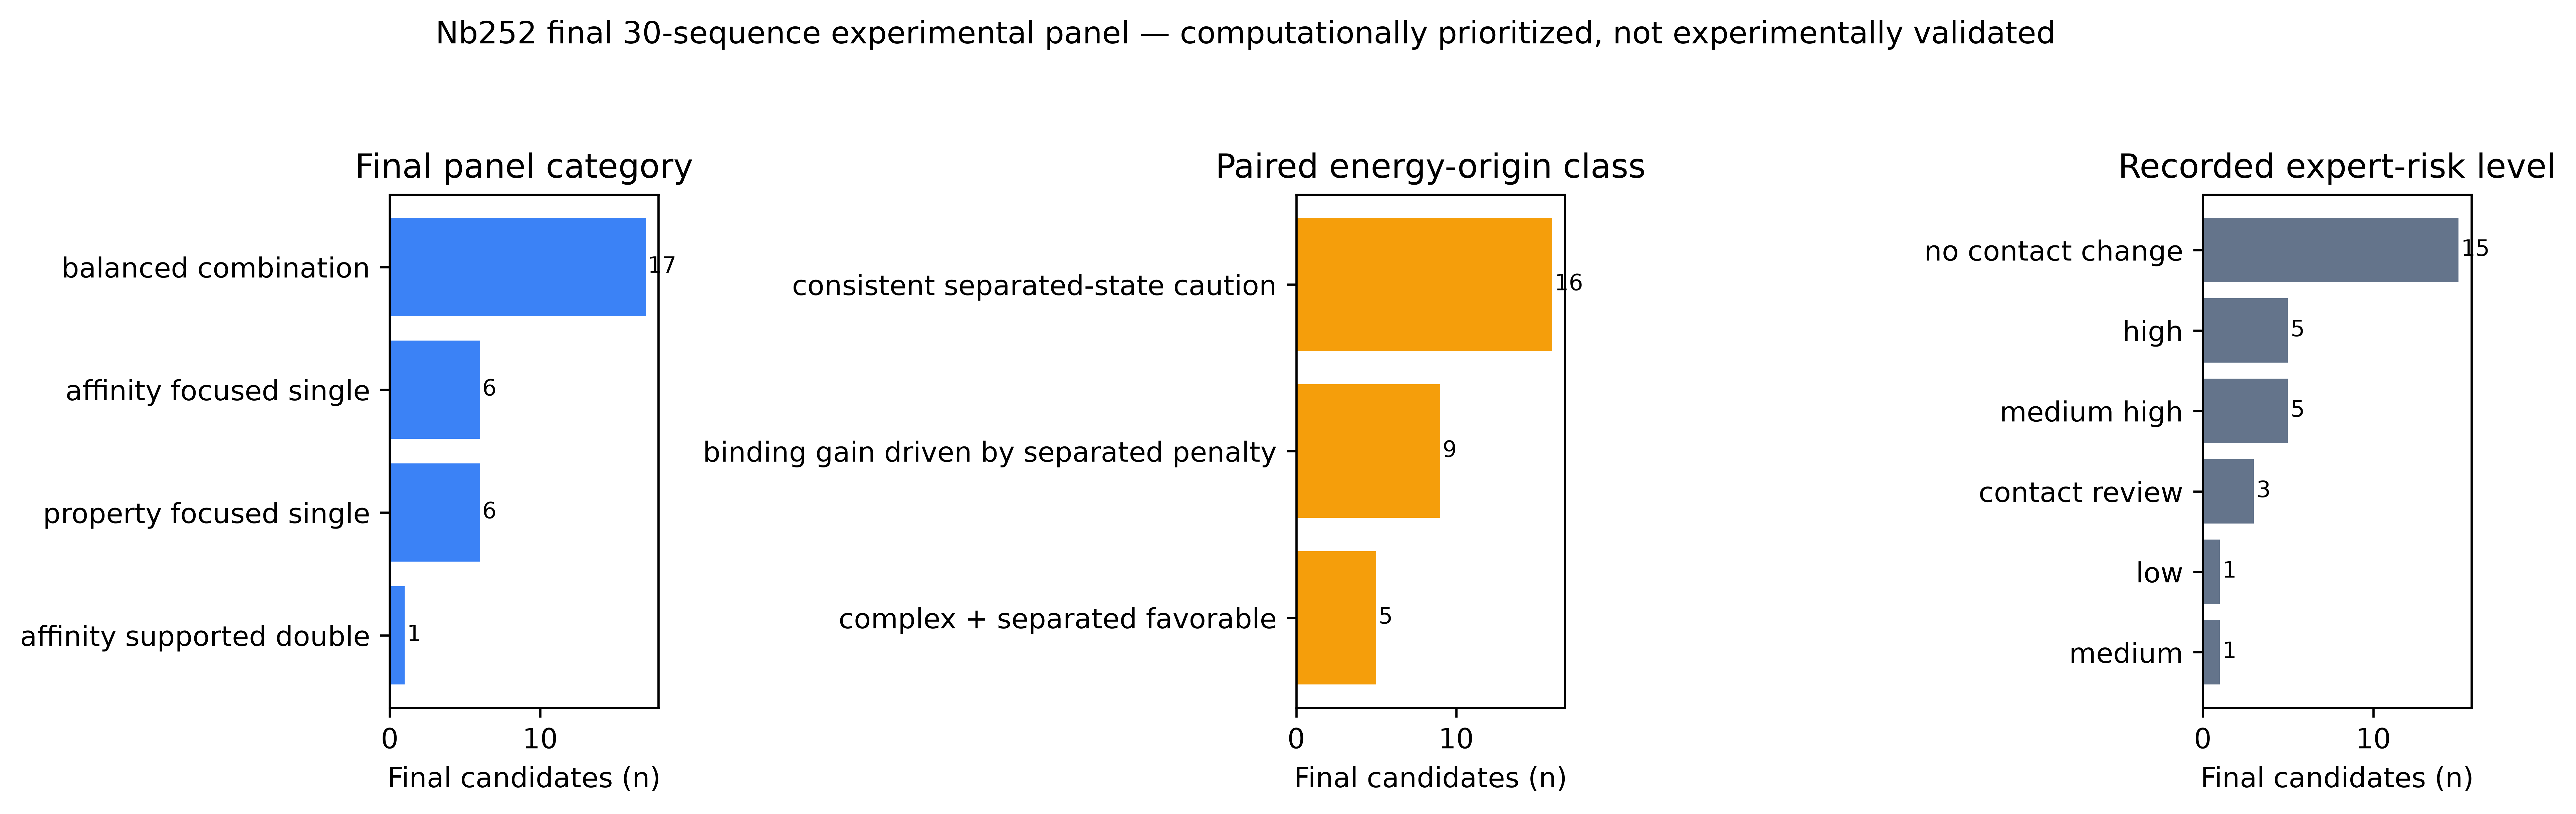 Nb252 final 30-sequence experimental panel — computationally prioritized, not experimentally validated
Final panel category
balanced combination
17
affinity focused single
6
property focused single
6
affinity supported double
1
0
10
Final candidates (n)
Paired energy-origin class
consistent separated-state caution
16
binding gain driven by separated penalty
9
complex + separated favorable
5
0
10
Final candidates (n)
Recorded expert-risk level
no contact change
15
high
5
medium high
5
contact review
3
low
1
medium
1
0
10
Final candidates (n)